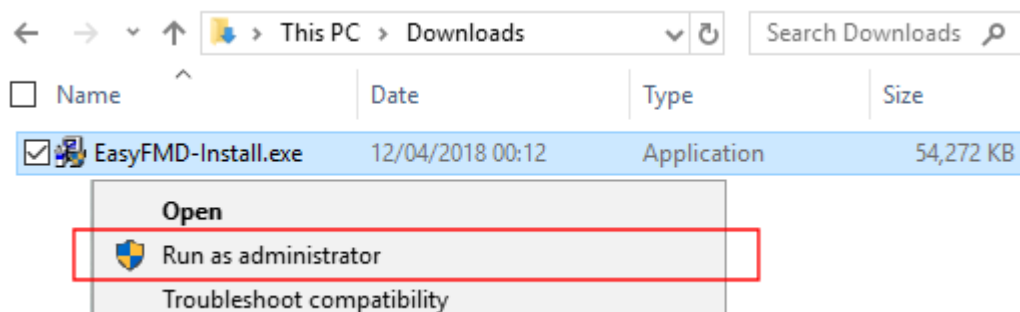 This PC > Downloads Search Downloads
Name Date Type Size
EasyFMD-Install.exe 12/04/2018 00:12 Application 54,272 KB
Open
Run as administrator
Troubleshoot compatibility